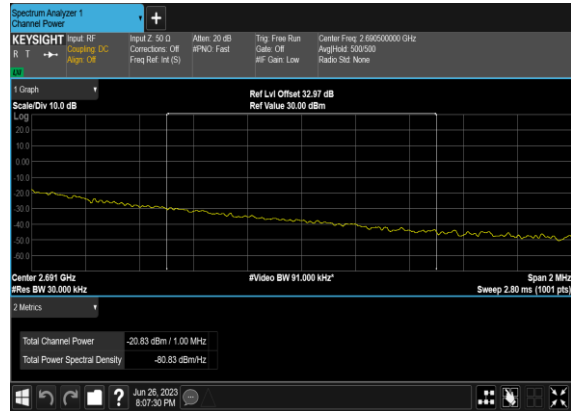 Spectrum Analyzer 1
Channel Power
KEYSIGHT
R T
LW
Input: RF
Coupling: DC
Align: Off
Input Z: 50 Ω
Corrections: Off
Freq Ref: Int (S)
Atten: 20 dB
#PNO: Fast
Trig: Free Run
Gate: Off
#IF Gain: Low
Center Freq: 2.690500000 GHz
Avg|Hold: 500/500
Radio Std: None
1 Graph
Scale/Div 10.0 dB
Ref Lvl Offset 32.97 dB
Ref Value 30.00 dBm
Log
20.0
10.0
0.00
-10.0
-20.0
-30.0
-40.0
-50.0
-60.0
Center 2.691 GHz
#Res BW 30.000 kHz
#Video BW 91.000 kHz*
Span 2 MHz
Sweep 2.80 ms (1001 pts)
2 Metrics
Total Channel Power -20.83 dBm / 1.00 MHz
Total Power Spectral Density -80.83 dBm/Hz
?
Jun 26, 2023
8:07:30 PM